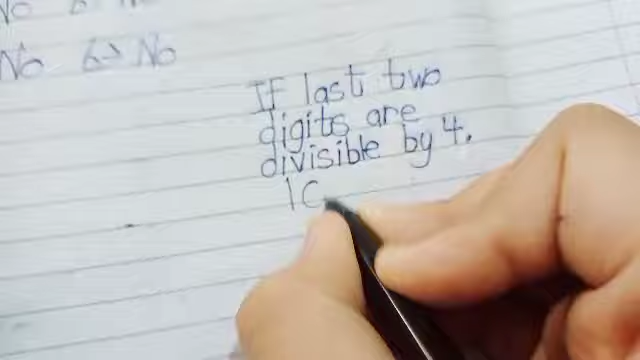 No 6→ No
If last two
digits are
divisible by 4.